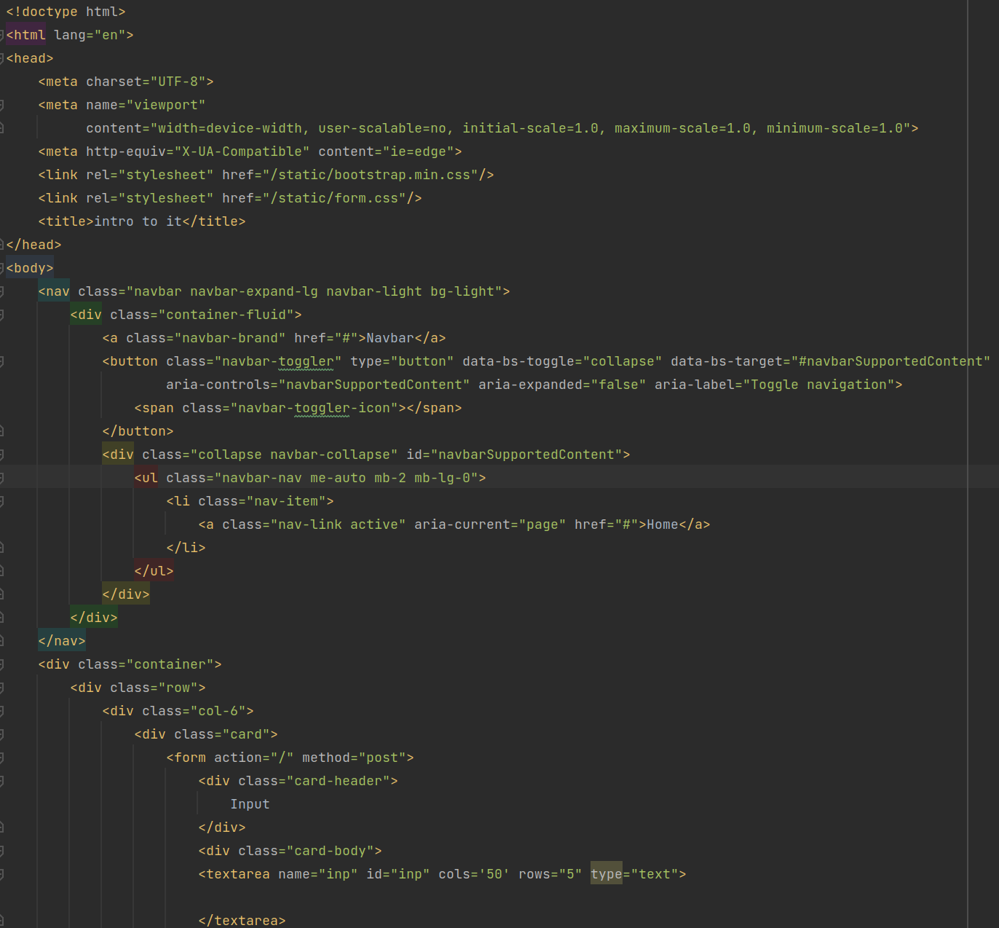 <!doctype html>
<html lang="en">
<head>
    <meta charset="UTF-8">
    <meta name="viewport"
          content="width=device-width, user-scalable=no, initial-scale=1.0, maximum-scale=1.0, minimum-scale=1.0">
    <meta http-equiv="X-UA-Compatible" content="ie=edge">
    <link rel="stylesheet" href="/static/bootstrap.min.css"/>
    <link rel="stylesheet" href="/static/form.css"/>
    <title>intro to it</title>
</head>
<body>
    <nav class="navbar navbar-expand-lg navbar-light bg-light">
        <div class="container-fluid">
            <a class="navbar-brand" href="#">Navbar</a>
            <button class="navbar-toggler" type="button" data-bs-toggle="collapse" data-bs-target="#navbarSupportedContent"
                    aria-controls="navbarSupportedContent" aria-expanded="false" aria-label="Toggle navigation">
                <span class="navbar-toggler-icon"></span>
            </button>
            <div class="collapse navbar-collapse" id="navbarSupportedContent">
                <ul class="navbar-nav me-auto mb-2 mb-lg-0">
                    <li class="nav-item">
                        <a class="nav-link active" aria-current="page" href="#">Home</a>
                    </li>
                </ul>
            </div>
        </div>
    </nav>
    <div class="container">
        <div class="row">
            <div class="col-6">
                <div class="card">
                    <form action="/" method="post">
                        <div class="card-header">
                            Input
                        </div>
                        <div class="card-body">
                        <textarea name="inp" id="inp" cols='50' rows="5" type="text">

                        </textarea>